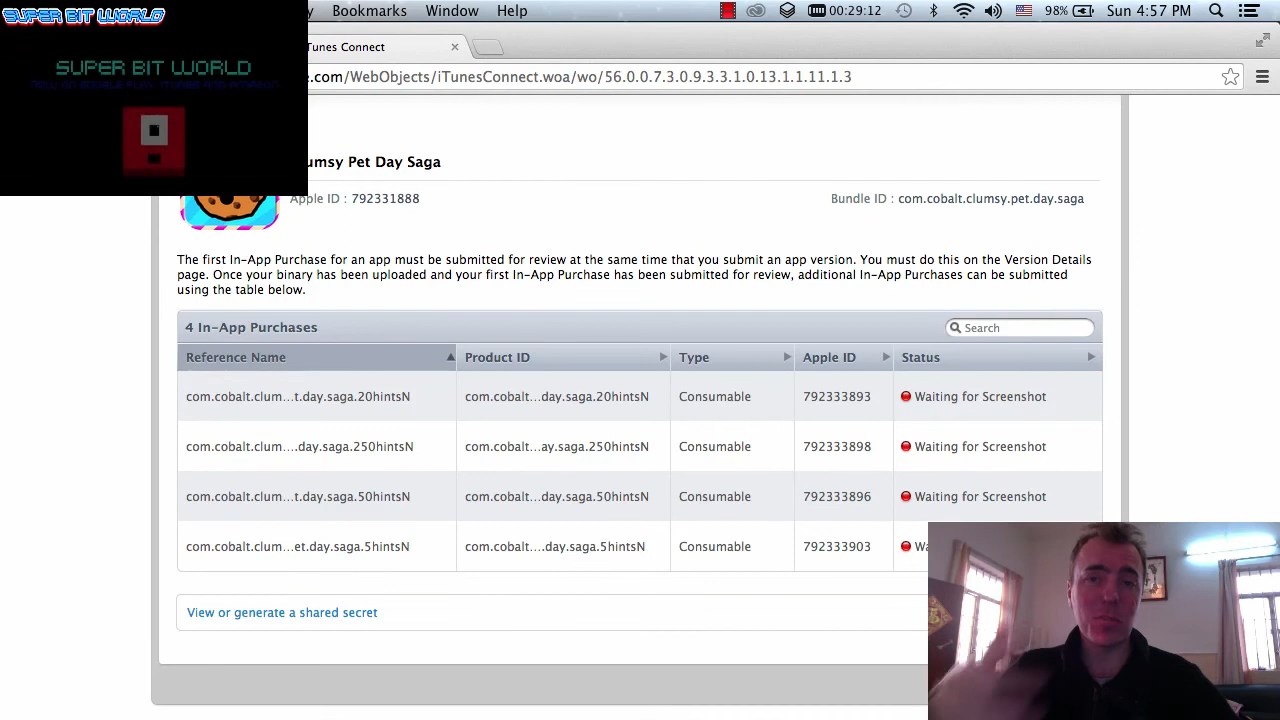 SUPER BIT WORLD
Bookmarks Window Help 00:29:12 98% Sun 4:57 PM
SUPER BIT WORLD
iTunes Connect
e.com/WebObjects/iTunesConnect.woa/wo/56.0.0.7.3.0.9.3.3.1.0.13.1.1.11.1.3
umsy Pet Day Saga
Apple ID : 792331888 Bundle ID : com.cobalt.clumsy.pet.day.saga
The first In-App Purchase for an app must be submitted for review at the same time that you submit an app version. You must do this on the Version Details
page. Once your binary has been uploaded and your first In-App Purchase has been submitted for review, additional In-App Purchases can be submitted
using the table below.
4 In-App Purchases Search
Reference Name Product ID Type Apple ID Status
com.cobalt.clum...t.day.saga.20hintsN com.cobalt...day.saga.20hintsN Consumable 792333893 Waiting for Screenshot
com.cobalt.clum....day.saga.250hintsN com.cobalt...ay.saga.250hintsN Consumable 792333898 Waiting for Screenshot
com.cobalt.clum...t.day.saga.50hintsN com.cobalt...day.saga.50hintsN Consumable 792333896 Waiting for Screenshot
com.cobalt.clum...et.day.saga.5hintsN com.cobalt....day.saga.5hintsN Consumable 792333903
View or generate a shared secret